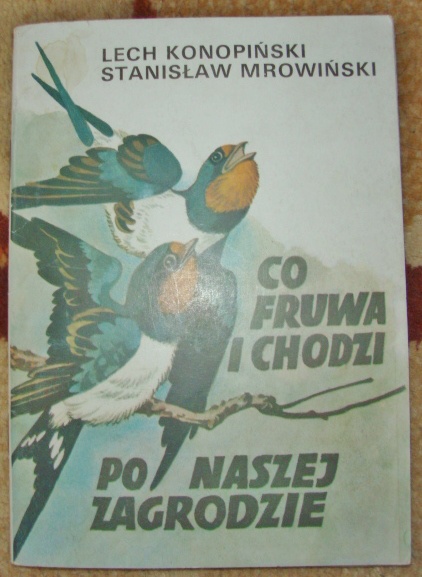 LECH KONOPIŃSKI
STANISŁAW MROWIŃSKI
CO
FRUWA
I CHODZI
PO NASZEJ
ZAGRODZIE